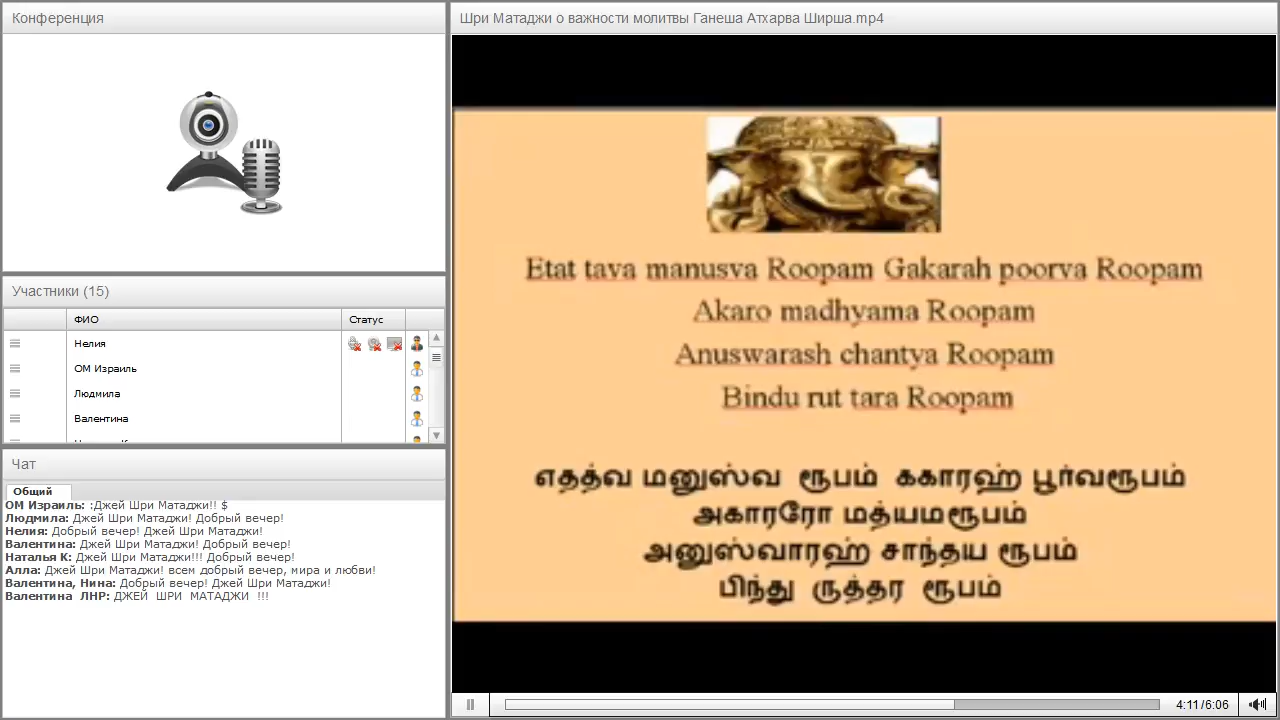 Конференция
Участники (15)
ФИО
Статус
Нелия
ОМ Израиль
Людмила
Валентина
Чат
Общий
ОМ Израиль: :Джей Шри Матаджи!! $
Людмила: Джей Шри Матаджи! Добрый вечер!
Нелия: Добрый вечер! Джей Шри Матаджи!
Валентина: Джей Шри Матаджи! Добрый вечер!
Наталья К: Джей Шри Матаджи!!! Добрый вечер!
Алла: Джей Шри Матаджи! всем добрый вечер, мира и любви!
Валентина, Нина: Добрый вечер! Джей Шри Матаджи!
Валентина ЛНР: ДЖЕЙ ШРИ МАТАДЖИ !!!
Шри Матаджи о важности молитвы Ганеша Атхарва Ширша.mp4
Etat tava manusva Roopam Gakarah poorva Roopam
Akaro madhyama Roopam
Anuswarash chantya Roopam
Bindu rut tara Roopam
எதத்வ மனுஸ்வ ரூபம் ககாரஹ் பூர்வரூபம்
அகாரரோ மத்யமரூபம்
அனுஸ்வாரஹ் சாந்தய ரூபம்
பிந்து ருத்தர ரூபம்
4:11/6:06